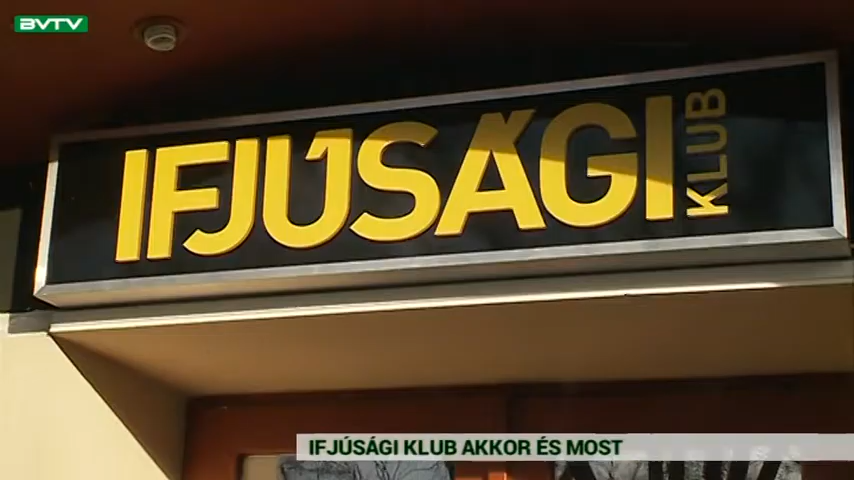 BVTV
IFJÚSÁGI
KLUB
IFJÚSÁGI KLUB AKKOR ÉS MOST